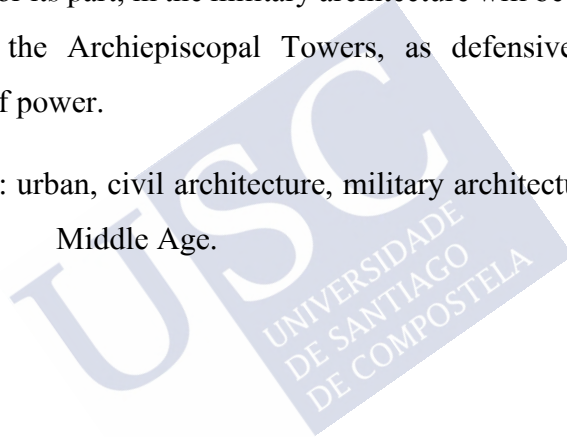 or its part, in the military architecture will be
the Archiepiscopal Towers, as defensive
f power.
: urban, civil architecture, military architectu
Middle Age.
USC
UNIVERSIDADE
DE SANTIAGO
DE COMPOSTELA